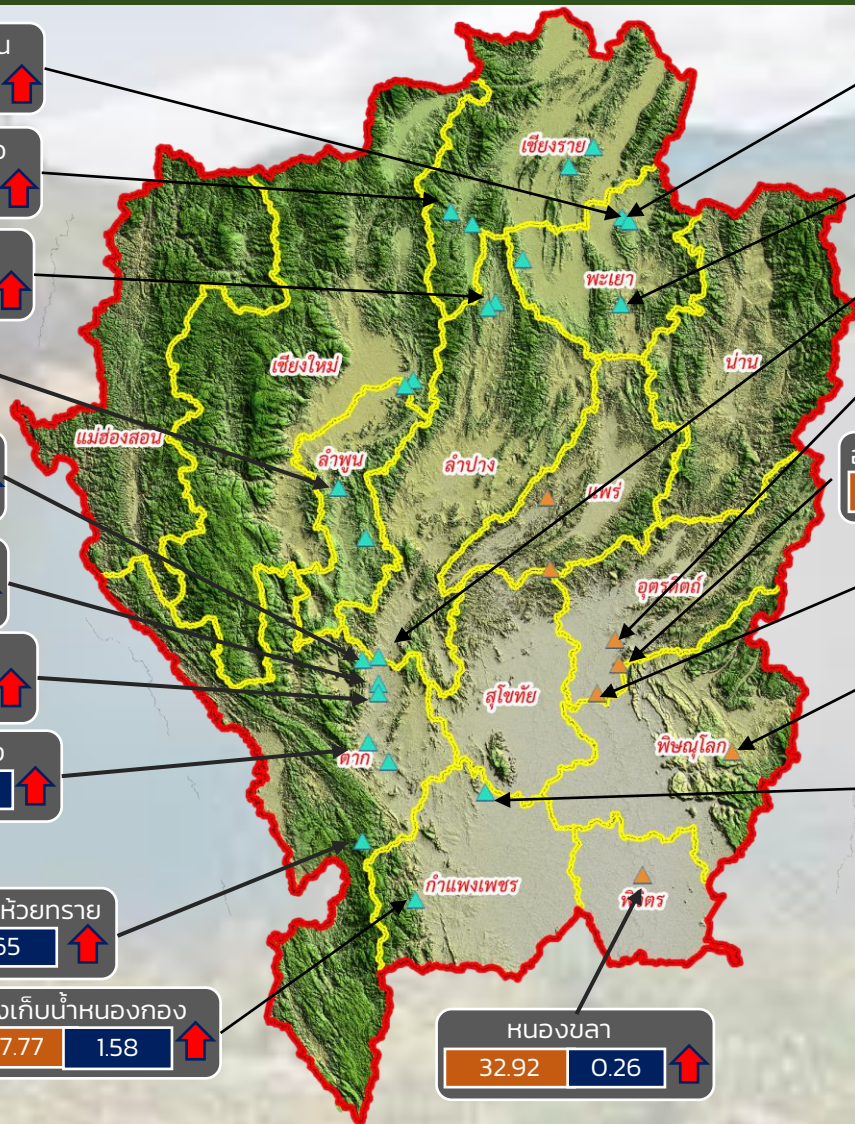 เชียงราย
พะเยา
น่าน
เชียงใหม่
แม่ฮ่องสอน
ลำพูน
ลำปาง
แพร่
อุตรดิตถ์
สุโขทัย
พิษณุโลก
ตาก
กำแพงเพชร
พิจิตร
ห้วยทราย
65
งเก็บน้ำหนองกอง
7.77 1.58
หนองขลา
32.92 0.26